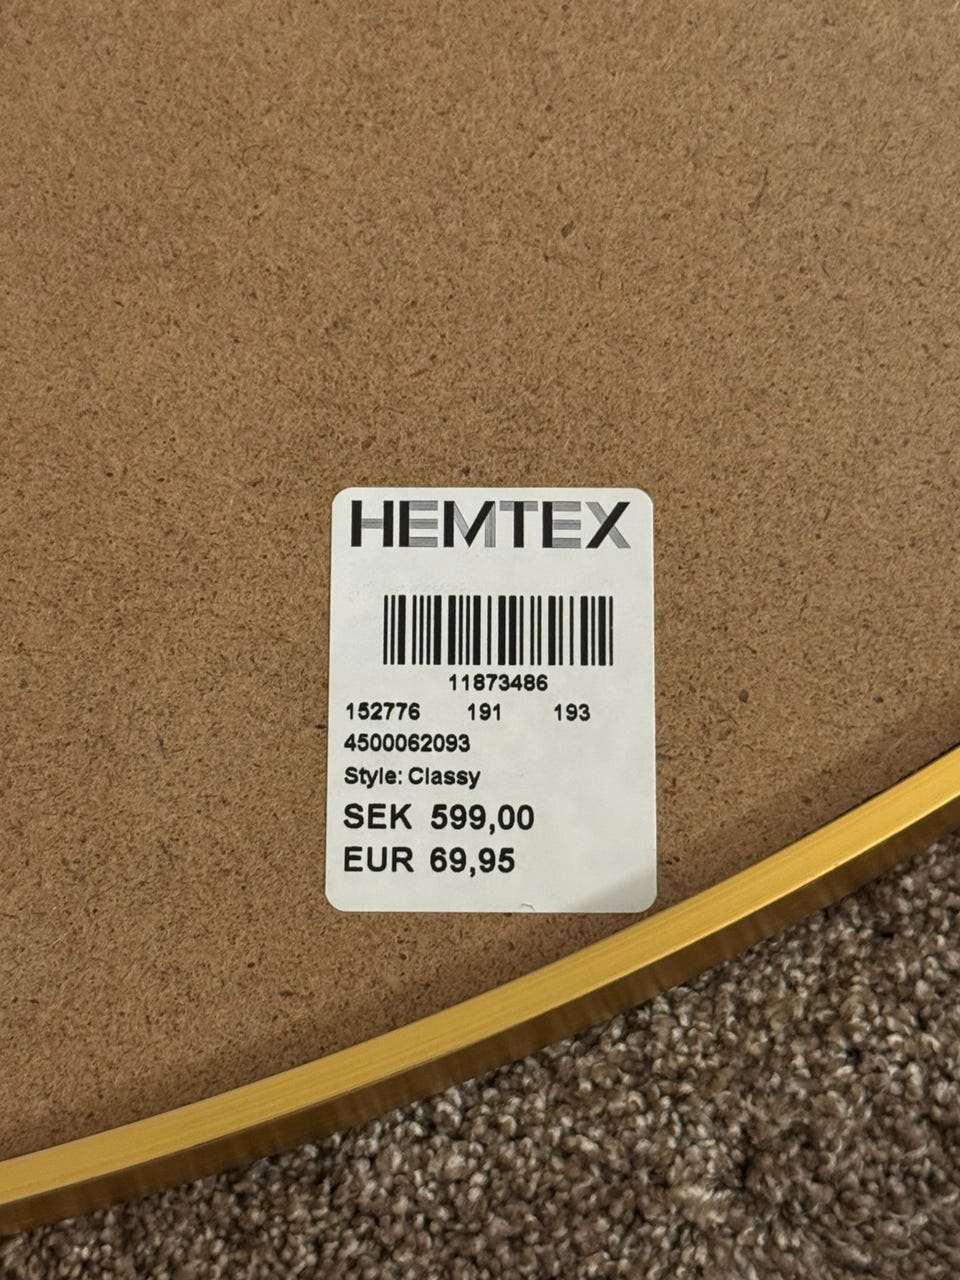 HEMTEX
11873486
152776 191 193
4500062093
Style: Classy
SEK 599,00
EUR 69,95